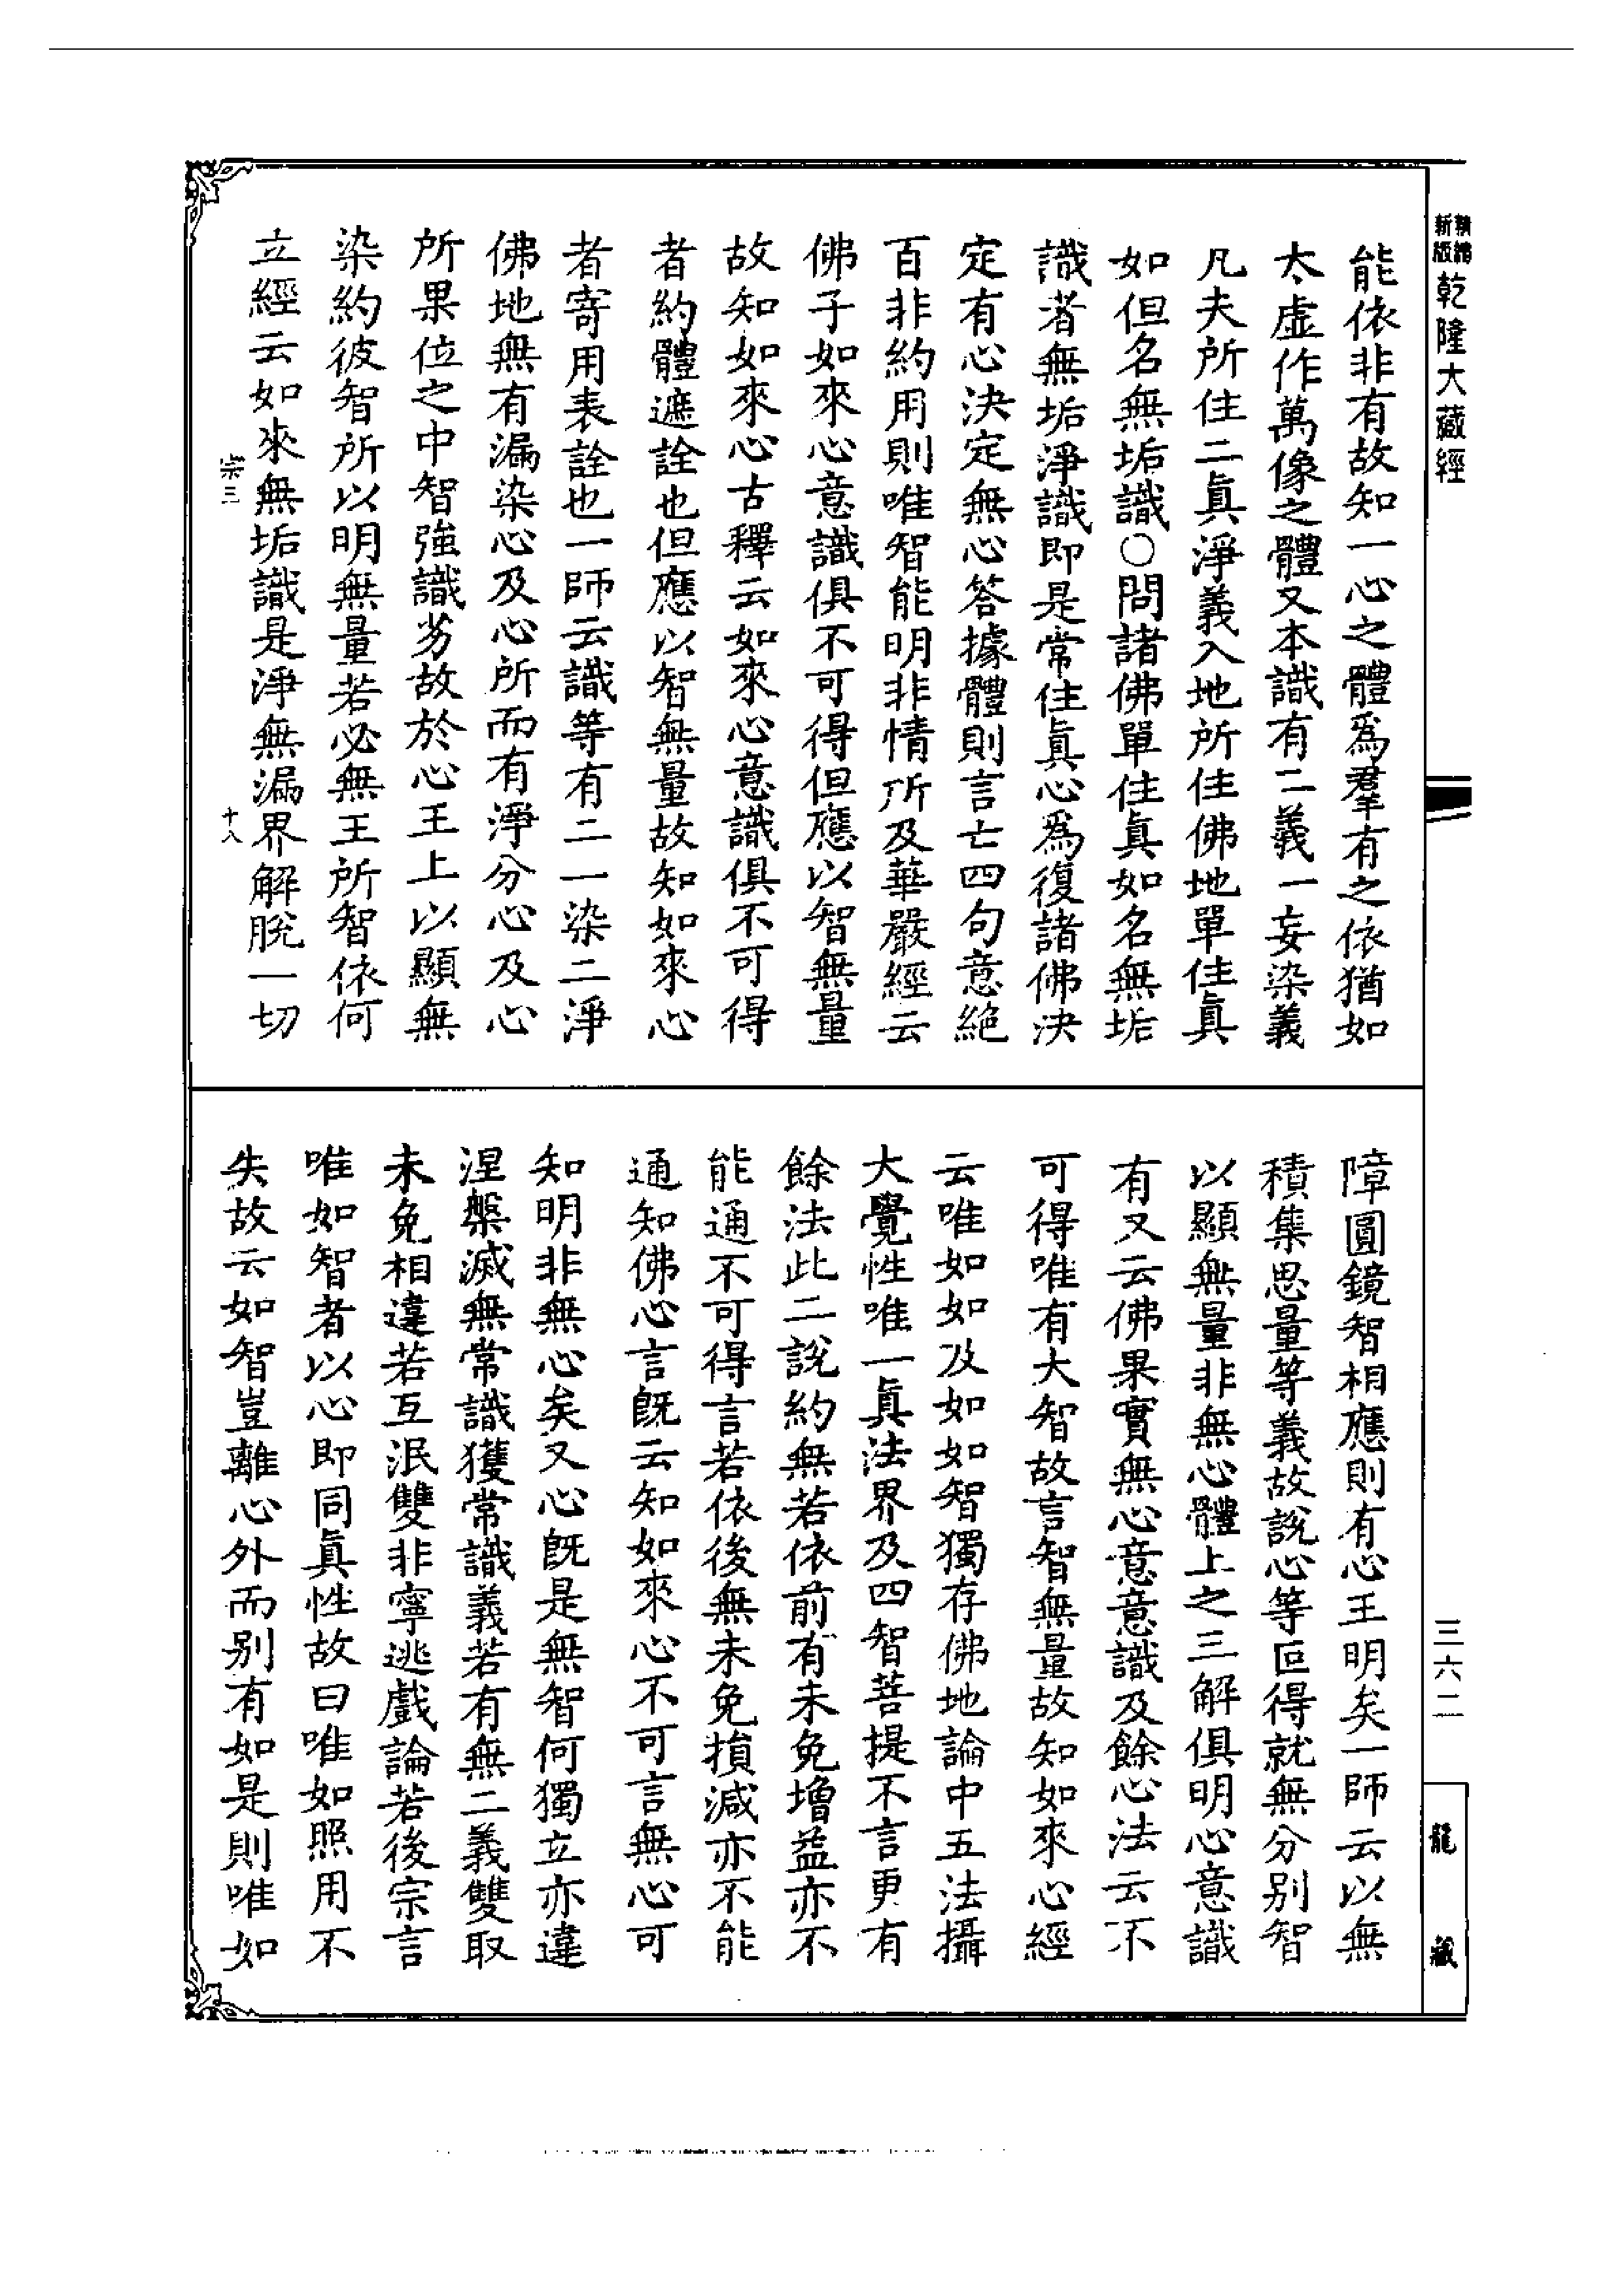 新編縮版乾隆大藏經
能依非有故知一心之體爲羣有之依猶如
太虛作萬像之體又本識有二義一妄染義
凡夫所住二眞淨義入地所住佛地單住眞
如但名無垢識○問諸佛單住眞如名無垢
識者無垢淨識即是常住眞心爲復諸佛決
定有心決定無心答據體則言亡四句意絶
百非約用則唯智能明非情所及華嚴經云
佛子如來心意識俱不可得但應以智無量
故知如來心古釋云如來心意識俱不可得
者約體遮詮也但應以智無量故知如來心
者寄用表詮也一師云識等有二一染二淨
佛地無有漏染心及心所而有淨分心及心
所果位之中智強識劣故於心王上以顯無
染約彼智所以明無量若必無王所智依何
立經云如來無垢識是淨無漏界解脫一切
宗三
十八
障圓鏡智相應則有心王明矣一師云以無
積集思量等義故說心等叵得就無分別智
以顯無量非無心體上之三解俱明心意識
有又云佛果實無心意意識及餘心法云不
可得唯有大智故言智無量故知如來心經
云唯如如及如如智獨存佛地論中五法攝
大覺性唯一眞法界及四智菩提不言更有
餘法此二說約無若依前有未免增益亦不
能通不可得言若依後無未免損減亦不能
通知佛心言既云知如來心不可言無心可
知明非無心矣又心既是無智何獨立亦違
涅槃滅無常識獲常識義若有無二義雙取
未免相違若互泯雙非寧逃戲論若後宗言
唯如智者以心即同眞性故曰唯如照用不
失故云如智豈離心外而別有如是則唯如
三六二
龍藏